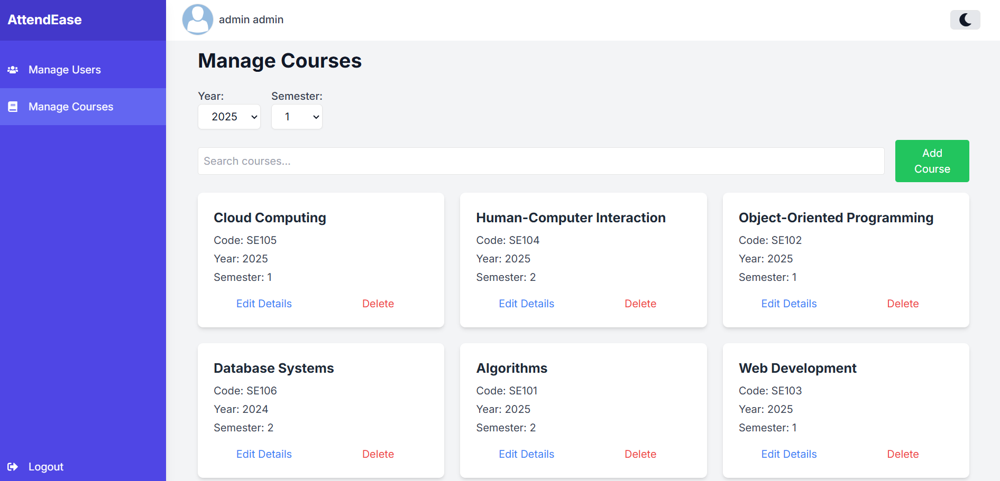 AttendEase
admin admin
Manage Users
Manage Courses
Logout
Manage Courses
Year:
Semester:
2025
1
Search courses...
Add
Course
Cloud Computing
Code: SE105
Year: 2025
Semester: 1
Edit Details
Delete
Human-Computer Interaction
Code: SE104
Year: 2025
Semester: 2
Edit Details
Delete
Object-Oriented Programming
Code: SE102
Year: 2025
Semester: 1
Edit Details
Delete
Database Systems
Code: SE106
Year: 2024
Semester: 2
Edit Details
Delete
Algorithms
Code: SE101
Year: 2025
Semester: 2
Edit Details
Delete
Web Development
Code: SE103
Year: 2025
Semester: 1
Edit Details
Delete